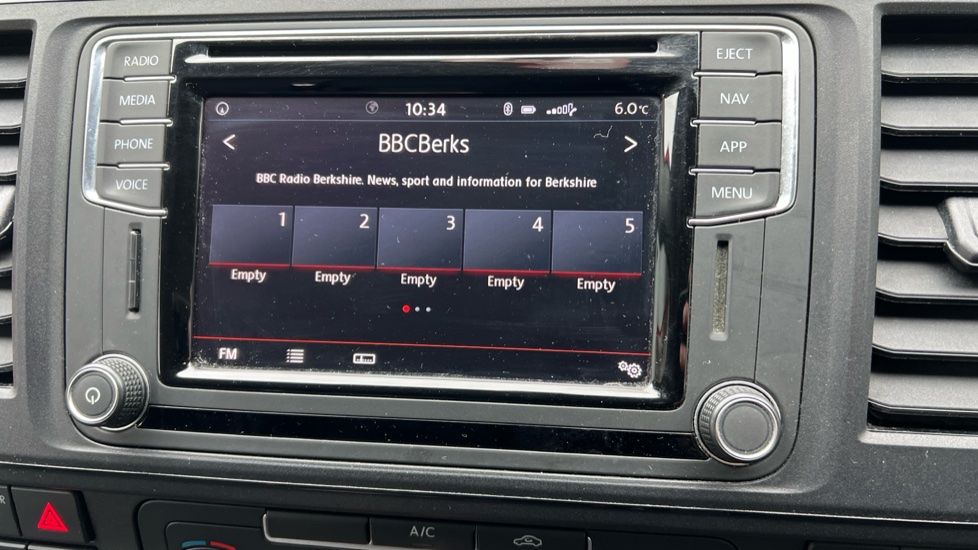 RADIO
MEDIA
PHONE
VOICE
EJECT
NAV
APP
MENU
10:34
6.0°C
< BBCBerks >
BBC Radio Berkshire. News, sport and information for Berkshire
1 2 3 4 5
Empty Empty Empty Empty Empty
FM
R
A/C